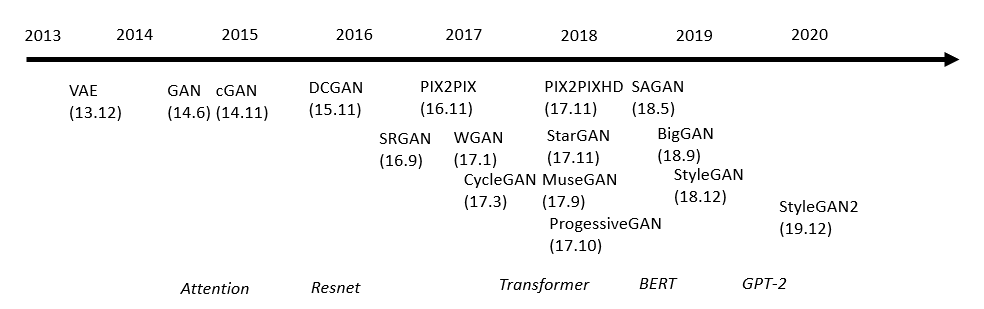 2013 2014 2015 2016 2017 2018 2019 2020
VAE GAN cGAN DCGAN PIX2PIX PIX2PIXHD SAGAN
(13.12) (14.6) (14.11) (15.11) (16.11) (17.11) (18.5)
SRGAN WGAN StarGAN BigGAN
(16.9) (17.1) (17.11) (18.9)
CycleGAN MuseGAN StyleGAN
(17.3) (17.9) (18.12)
ProgessiveGAN StyleGAN2
(17.10) (19.12)
Attention Resnet Transformer BERT GPT-2